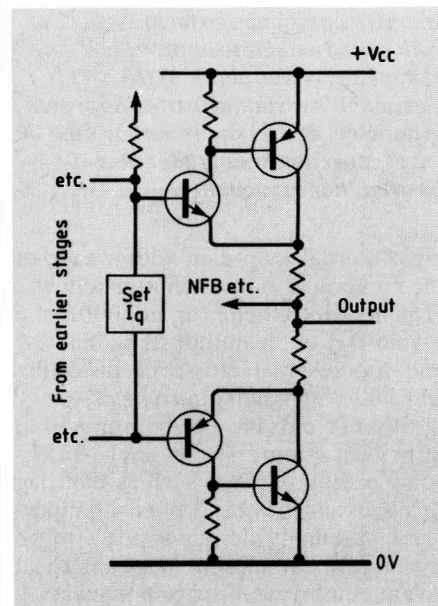 +Vcc
etc.
From earlier stages
Set
Iq
NFB etc.
Output
etc.
0V